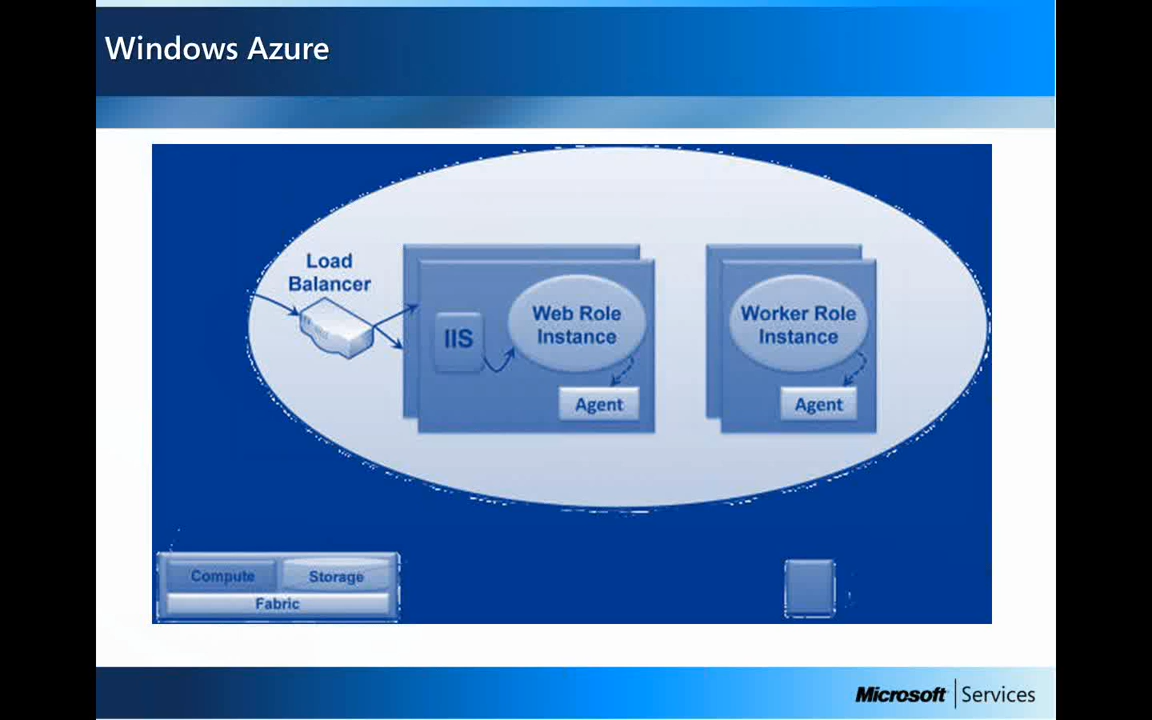 Windows Azure
Load
Balancer
IIS
Web Role
Instance
Agent
Worker Role
Instance
Agent
Compute
Storage
Fabric
Microsoft Services